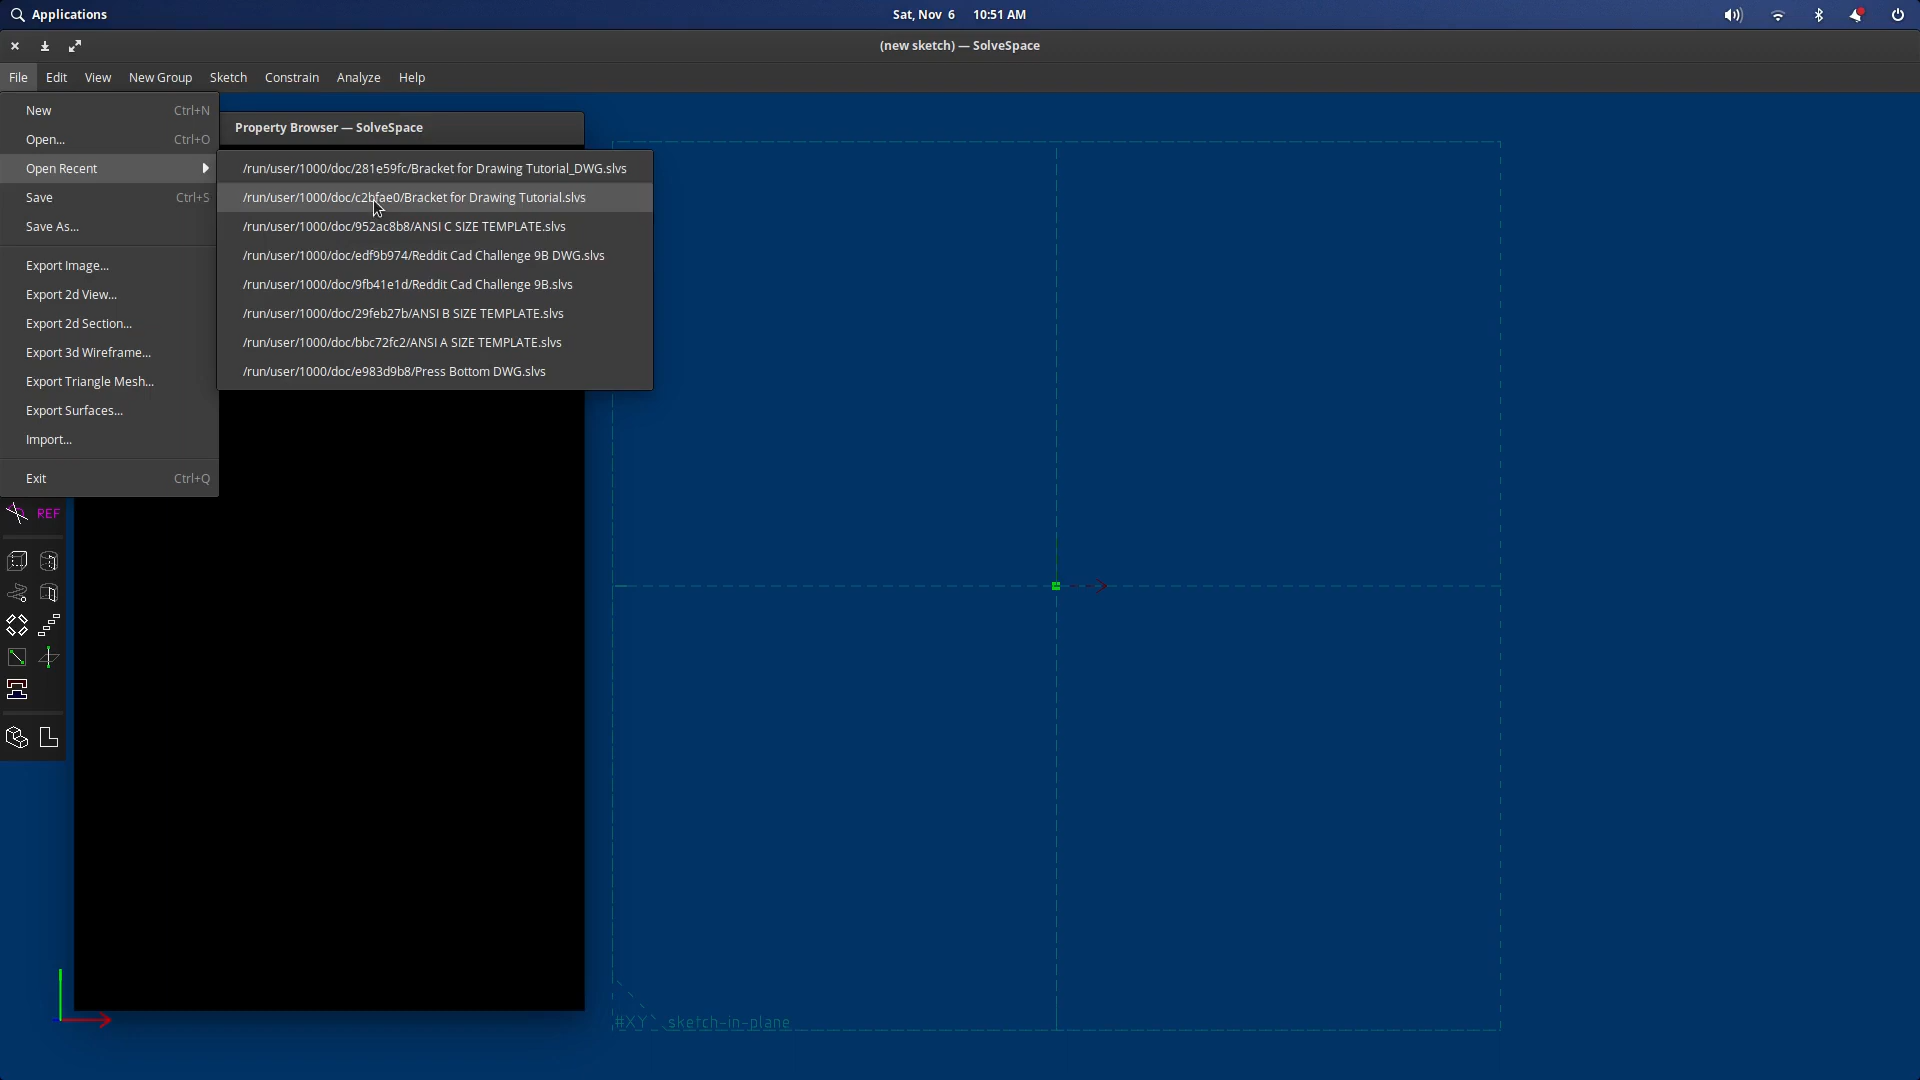 Applications
Sat, Nov 6 10:51 AM
(new sketch) — SolveSpace
File Edit View New Group Sketch Constrain Analyze Help
New Ctrl+N
Open... Ctrl+O
Open Recent
Save Ctrl+S
Save As...
Export Image...
Export 2d View...
Export 2d Section...
Export 3d Wireframe...
Export Triangle Mesh...
Export Surfaces...
Import...
Exit Ctrl+Q
Property Browser — SolveSpace
/run/user/1000/doc/281e59fc/Bracket for Drawing Tutorial_DWG.slvs
/run/user/1000/doc/c2bfae0/Bracket for Drawing Tutorial.slvs
/run/user/1000/doc/952ac8b8/ANSI C SIZE TEMPLATE.slvs
/run/user/1000/doc/edf9b974/Reddit Cad Challenge 9B DWG.slvs
/run/user/1000/doc/9fb41e1d/Reddit Cad Challenge 9B.slvs
/run/user/1000/doc/29feb27b/ANSI B SIZE TEMPLATE.slvs
/run/user/1000/doc/bbc72fc2/ANSI A SIZE TEMPLATE.slvs
/run/user/1000/doc/e983d9b8/Press Bottom DWG.slvs
REF
#XY sketch-in-plane